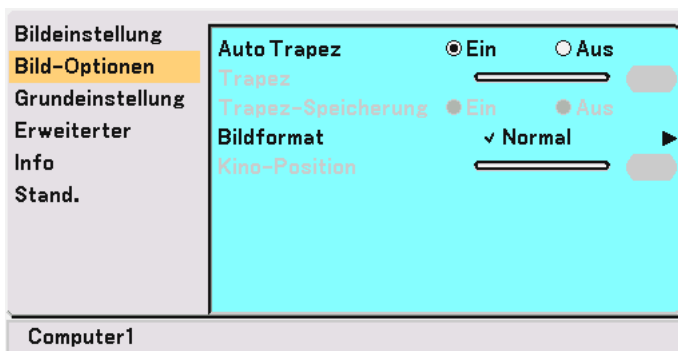 Bildeinstellung
Bild-Optionen
Grundeinstellung
Erweiterter
Info
Stand.
Auto Trapez Ein Aus
Trapez
Trapez-Speicherung Ein Aus
Bildformat Normal
Kino-Position
Computer1